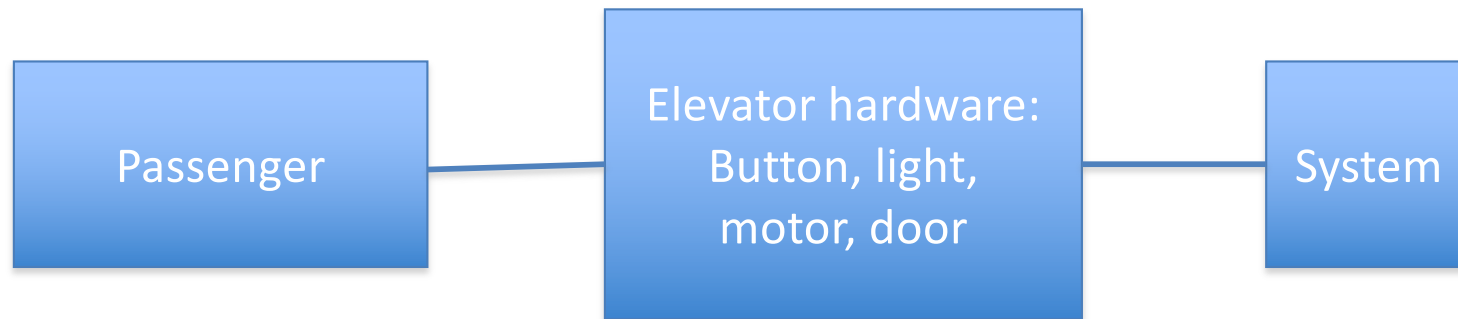 Passenger
Elevator hardware:
Button, light,
motor, door
System